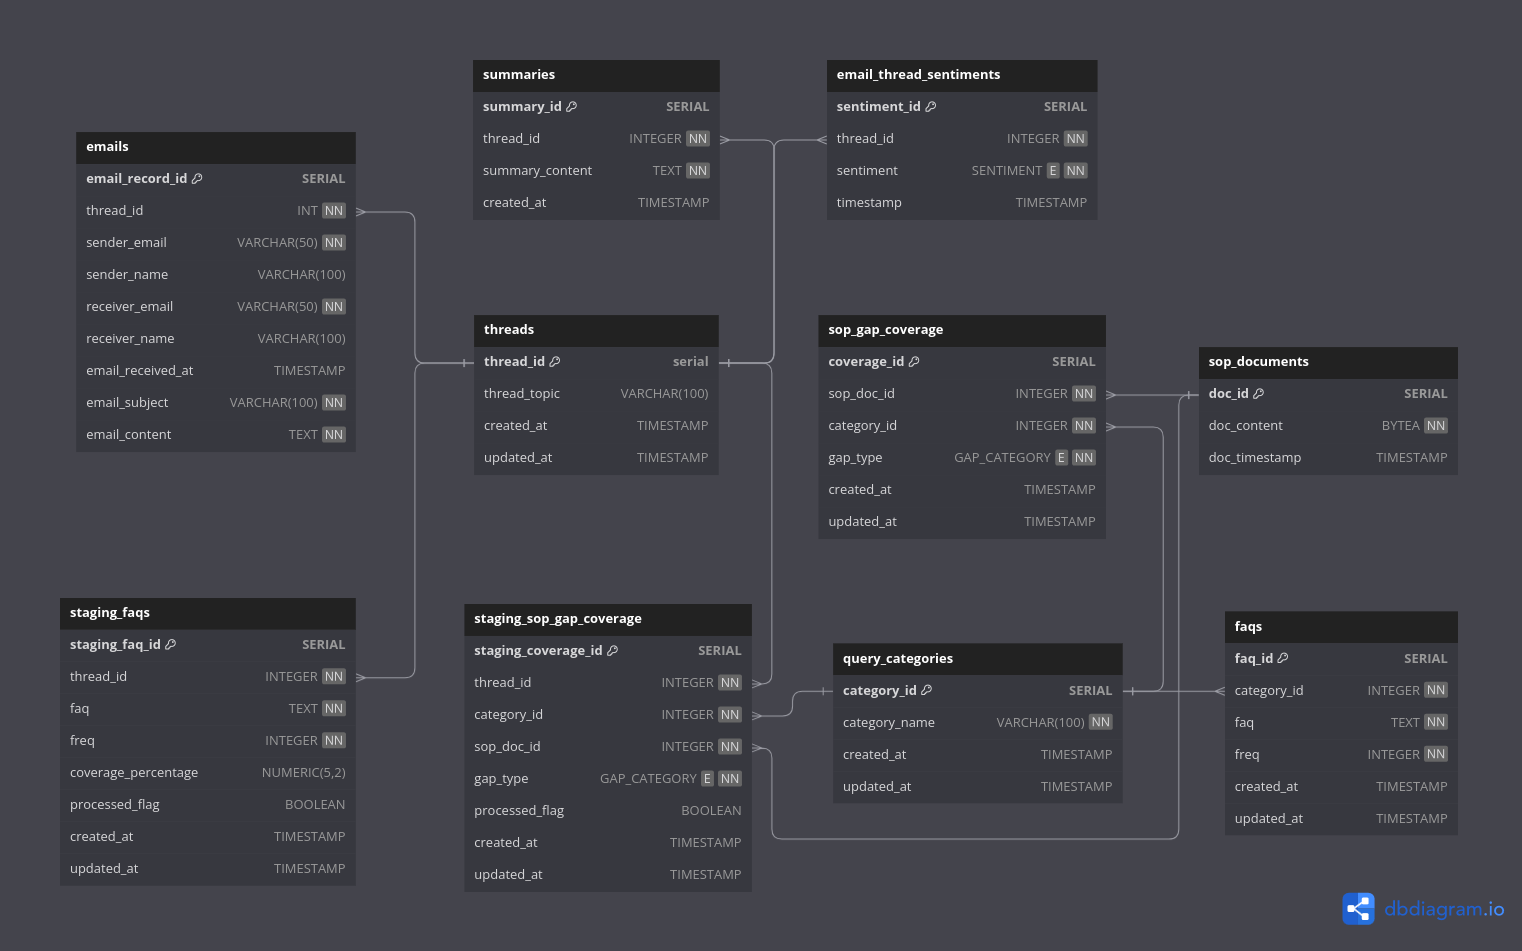 summaries
summary_id SERIAL
thread_id INTEGER NN
summary_content TEXT NN
created_at TIMESTAMP
email_thread_sentiments
sentiment_id SERIAL
thread_id INTEGER NN
sentiment SENTIMENT E NN
timestamp TIMESTAMP
emails
email_record_id SERIAL
thread_id INT NN
sender_email VARCHAR(50) NN
sender_name VARCHAR(100)
receiver_email VARCHAR(50) NN
receiver_name VARCHAR(100)
email_received_at TIMESTAMP
email_subject VARCHAR(100) NN
email_content TEXT NN
threads
thread_id serial
thread_topic VARCHAR(100)
created_at TIMESTAMP
updated_at TIMESTAMP
sop_gap_coverage
coverage_id SERIAL
sop_doc_id INTEGER NN
category_id INTEGER NN
gap_type GAP_CATEGORY E NN
created_at TIMESTAMP
updated_at TIMESTAMP
sop_documents
doc_id SERIAL
doc_content BYTEA NN
doc_timestamp TIMESTAMP
staging_faqs
staging_faq_id SERIAL
thread_id INTEGER NN
faq TEXT NN
freq INTEGER NN
coverage_percentage NUMERIC(5,2)
processed_flag BOOLEAN
created_at TIMESTAMP
updated_at TIMESTAMP
staging_sop_gap_coverage
staging_coverage_id SERIAL
thread_id INTEGER NN
category_id INTEGER NN
sop_doc_id INTEGER NN
gap_type GAP_CATEGORY E NN
processed_flag BOOLEAN
created_at TIMESTAMP
updated_at TIMESTAMP
query_categories
category_id SERIAL
category_name VARCHAR(100) NN
created_at TIMESTAMP
updated_at TIMESTAMP
faqs
faq_id SERIAL
category_id INTEGER NN
faq TEXT NN
freq INTEGER NN
created_at TIMESTAMP
updated_at TIMESTAMP
dbdiagram.io